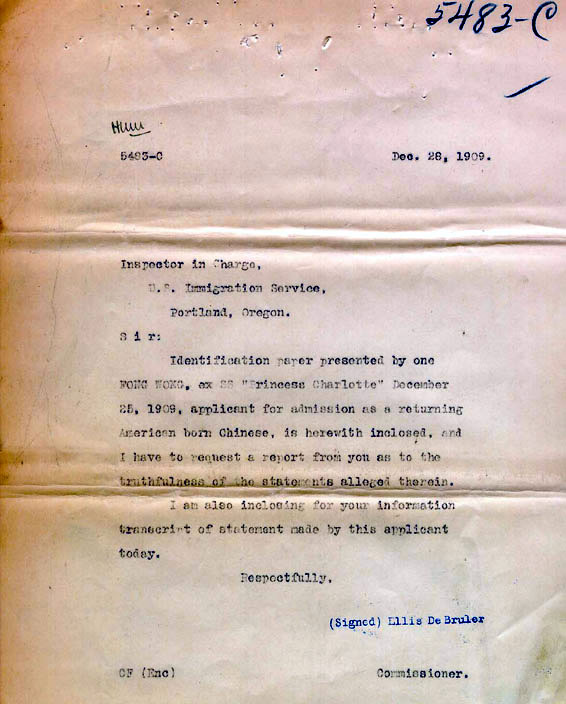 5483-C
5483-C
Dec. 28, 1909.
Inspector in Charge,
U.S. Immigration Service,
Portland, Oregon.
S i r:
Identification paper presented by one
FONG WONG, ex SS "Princess Charlotte" December
25, 1909, applicant for admission as a returning
American born Chinese, is herewith inclosed, and
I have to request a report from you as to the
truthfulness of the statements alleged therein.
I am also inclosing for your information
transcript of statement made by this applicant
today.
Respectfully,
(Signed) Ellis De Bruler
CF (Enc)
Commissioner.